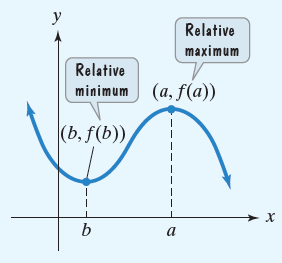 y
Relative
maximum
Relative
minimum
(a, f(a))
(b, f(b))
x
b
a